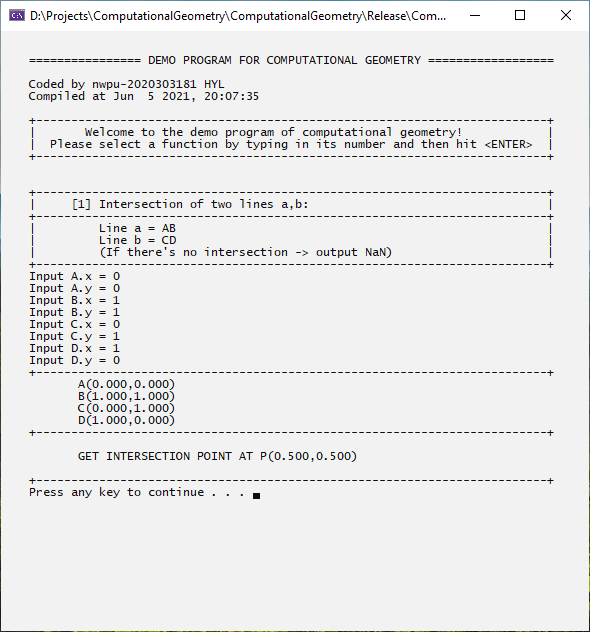 D:\Projects\ComputationalGeometry\ComputationalGeometry\Release\Com...
================ DEMO PROGRAM FOR COMPUTATIONAL GEOMETRY ==================
Coded by nwpu-2020303181 HYL
Compiled at Jun  5 2021, 20:07:35
+---------------------------------------------------------------------------+
|       Welcome to the demo program of computational geometry!            |
|  Please select a function by typing in its number and then hit <ENTER>  |
+---------------------------------------------------------------------------+
+---------------------------------------------------------------------------+
|     [1] Intersection of two lines a,b:                                  |
+---------------------------------------------------------------------------+
|         Line a = AB                                                     |
|         Line b = CD                                                     |
|         (If there's no intersection -> output NaN)                      |
+---------------------------------------------------------------------------+
Input A.x = 0
Input A.y = 0
Input B.x = 1
Input B.y = 1
Input C.x = 0
Input C.y = 1
Input D.x = 1
Input D.y = 0
+---------------------------------------------------------------------------+
A(0.000,0.000)
B(1.000,1.000)
C(0.000,1.000)
D(1.000,0.000)
+---------------------------------------------------------------------------+
GET INTERSECTION POINT AT P(0.500,0.500)
+---------------------------------------------------------------------------+
Press any key to continue . . .